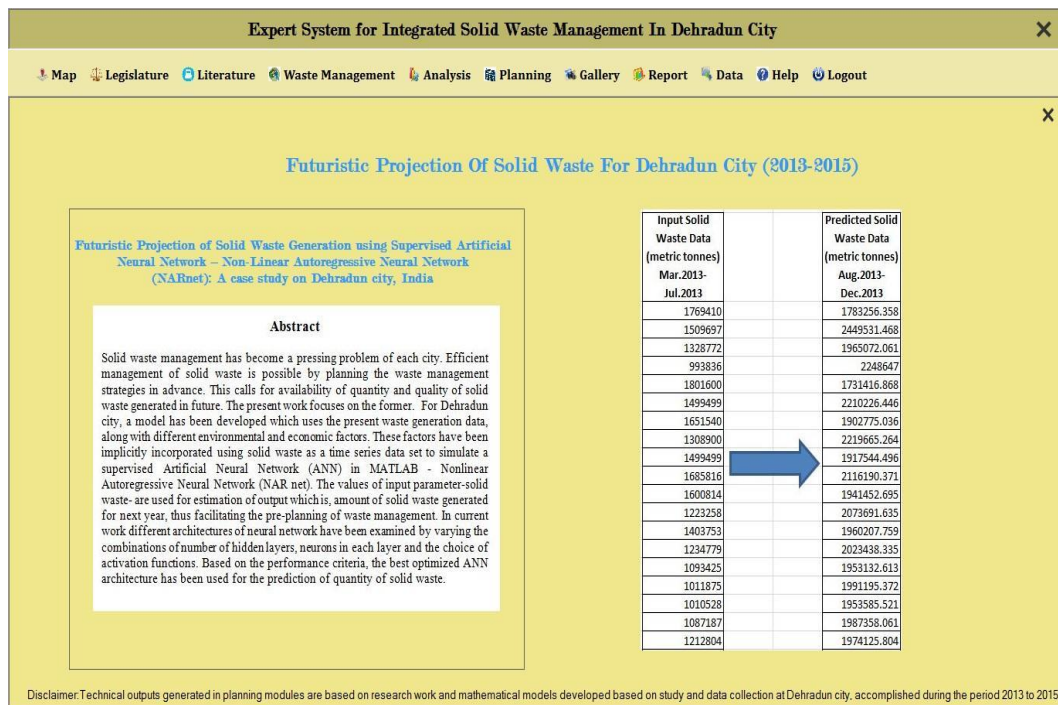 Expert System for Integrated Solid Waste Management In Dehradun City
Map Legislature Literature Waste Management Analysis Planning Gallery Report Data Help Logout
Futuristic Projection Of Solid Waste For Dehradun City (2013-2015)
Futuristic Projection of Solid Waste Generation using Supervised Artificial
Neural Network – Non-Linear Autoregressive Neural Network
(NARnet): A case study on Dehradun city, India
Abstract
Solid waste management has become a pressing problem of each city. Efficient
management of solid waste is possible by planning the waste management
strategies in advance. This calls for availability of quantity and quality of solid
waste generated in future. The present work focuses on the former. For Dehradun
city, a model has been developed which uses the present waste generation data,
along with different environmental and economic factors. These factors have been
implicitly incorporated using solid waste as a time series data set to simulate a
supervised Artificial Neural Network (ANN) in MATLAB - Nonlinear
Autoregressive Neural Network (NAR net). The values of input parameter-solid
waste- are used for estimation of output which is, amount of solid waste generated
for next year, thus facilitating the pre-planning of waste management. In current
work different architectures of neural network have been examined by varying the
combinations of number of hidden layers, neurons in each layer and the choice of
activation functions. Based on the performance criteria, the best optimized ANN
architecture has been used for the prediction of quantity of solid waste.
Input Solid Predicted Solid
Waste Data Waste Data
(metric tonnes) (metric tonnes)
Mar.2013- Aug.2013-
Jul.2013 Dec.2013
1769410 1783256.358
1509697 2449531.468
1328772 1965072.061
993836 2248647
1801600 1731416.868
1499499 2210226.446
1651540 1902775.036
1308900 2219665.264
1499499 1917544.496
1685816 2116190.371
1600814 1941452.695
1223258 2073691.635
1403753 1960207.759
1234779 2023438.335
1093425 1953132.613
1011875 1991195.372
1010528 1953585.521
1087187 1987358.061
1212804 1974125.804
Disclaimer:Technical outputs generated in planning modules are based on research work and mathematical models developed based on study and data collection at Dehradun city, accomplished during the period 2013 to 2015